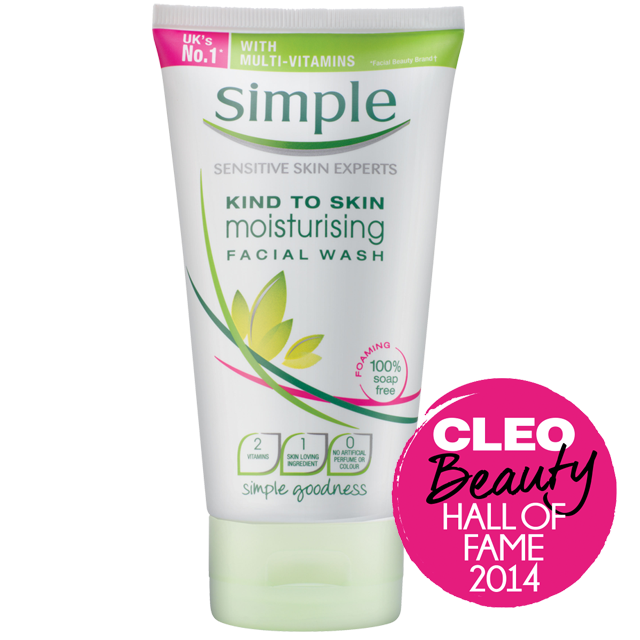 UK's
No.1*
WITH
MULTI-VITAMINS
*Facial Beauty Brand†
simple
SENSITIVE SKIN EXPERTS
KIND TO SKIN
moisturising
FACIAL WASH
FOAMING
100%
soap
free
2
VITAMINS
1
SKIN LOVING
INGREDIENT
0
NO ARTIFICIAL
PERFUME OR
COLOUR
simple goodness
CLEO
Beauty
HALL OF
FAME
2014